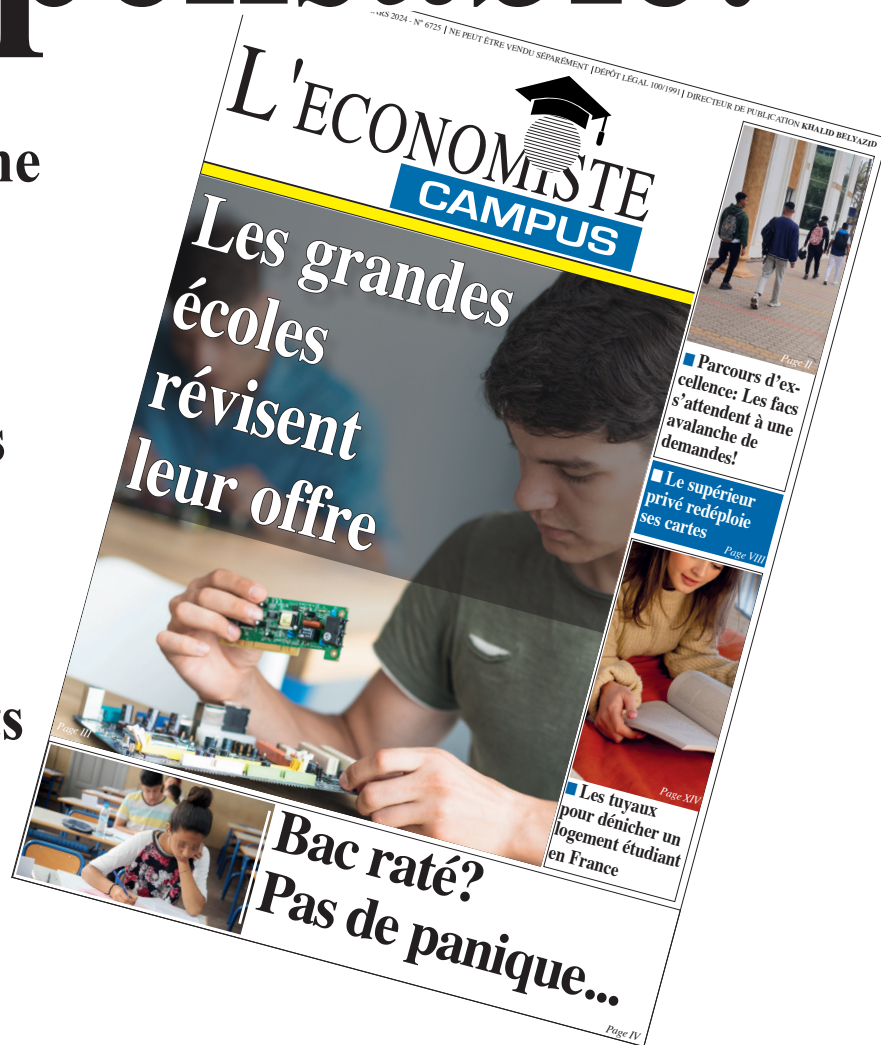 2024 - N° 6725 | NE PEUT ÊTRE VENDU SÉPARÉMENT | DÉPÔT LÉGAL 100/1991 | DIRECTEUR DE PUBLICATION KHALID BELYAZID
L'ECONOMISTE
CAMPUS
Les grandes
écoles
révisent
leur offre
Page III
Page II
■ Parcours d'ex-
cellence: Les facs
s'attendent à une
avalanche de
demandes!
■ Le supérieur
privé redéploie
ses cartes
Page VIII
Page XIV
■ Les tuyaux
pour dénicher un
logement étudiant
en France
Bac raté?
Pas de panique...
Page IV